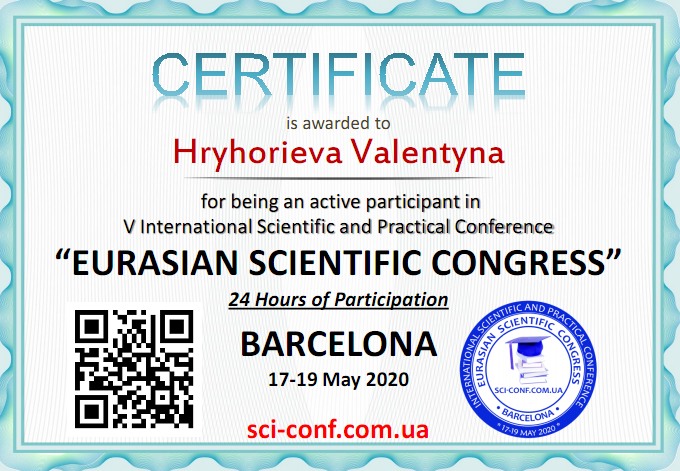 CERTIFICATE
is awarded to
Hryhorieva Valentyna
for being an active participant in
V International Scientific and Practical Conference
“EURASIAN SCIENTIFIC CONGRESS”
24 Hours of Participation
BARCELONA
17-19 May 2020
sci-conf.com.ua
INTERNATIONAL SCIENTIFIC AND PRACTICAL CONFERENCE
EURASIAN SCIENTIFIC CONGRESS
SCI-CONF.COM.UA
• BARCELONA •
* 17-19 MAY 2020 *